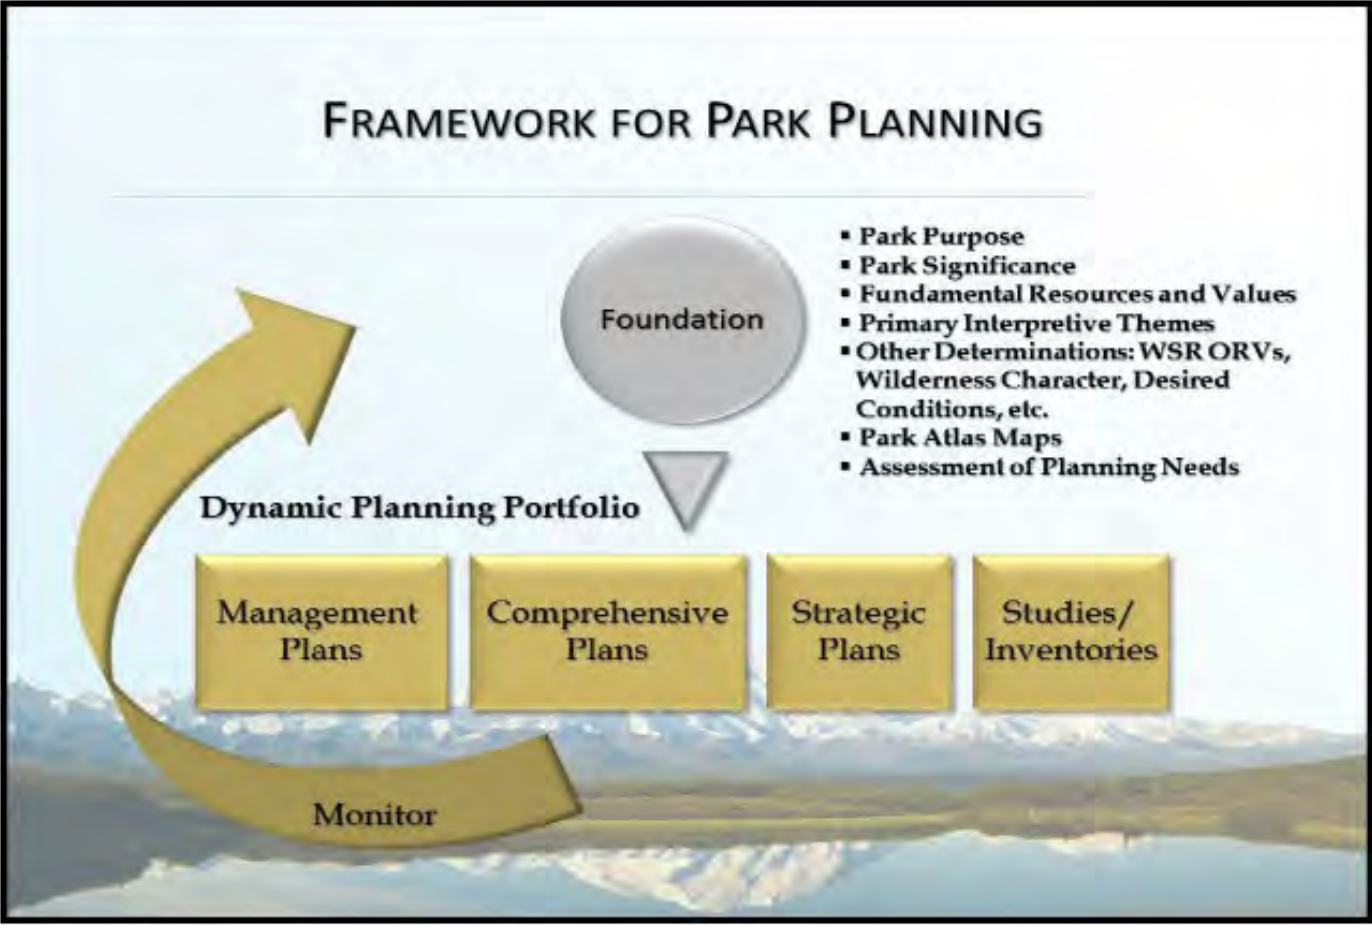 FRAMEWORK FOR PARK PLANNING
Foundation
▪ Park Purpose
▪ Park Significance
▪ Fundamental Resources and Values
▪ Primary Interpretive Themes
▪ Other Determinations: WSR ORVs,
Wilderness Character, Desired
Conditions, etc.
▪ Park Atlas Maps
▪ Assessment of Planning Needs
Dynamic Planning Portfolio
Management
Plans
Comprehensive
Plans
Strategic
Plans
Studies/
Inventories
Monitor